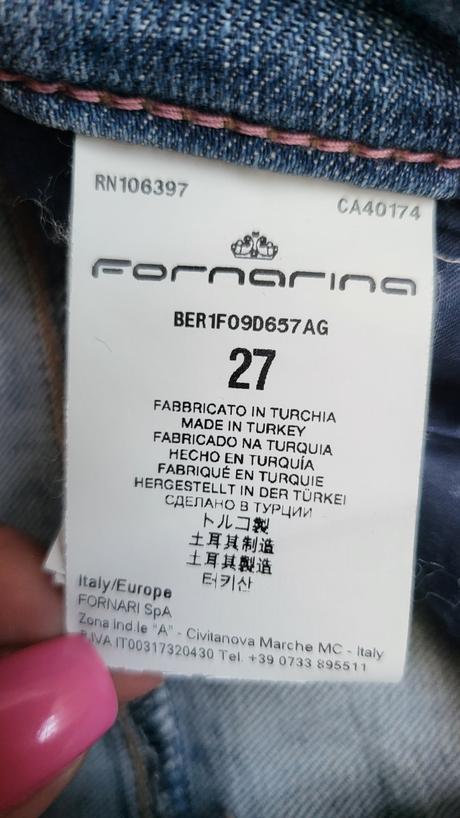 RN106397
CA40174
Fornarina
BER1F09D657AG
27
FABBRICATO IN TURCHIA
MADE IN TURKEY
FABRICADO NA TURQUIA
HECHO EN TURQUÍA
FABRIQUÉ EN TURQUIE
HERGESTELLT IN DER TÜRKEI
СДЕЛАНО В ТУРЦИИ
トルコ製
土耳其制造
土耳其製造
터키산
Italy/Europe
FORNARI SpA
Zona Ind.le "A" - Civitanova Marche MC - Italy
P.IVA IT00317320430 Tel. +39 0733 895511